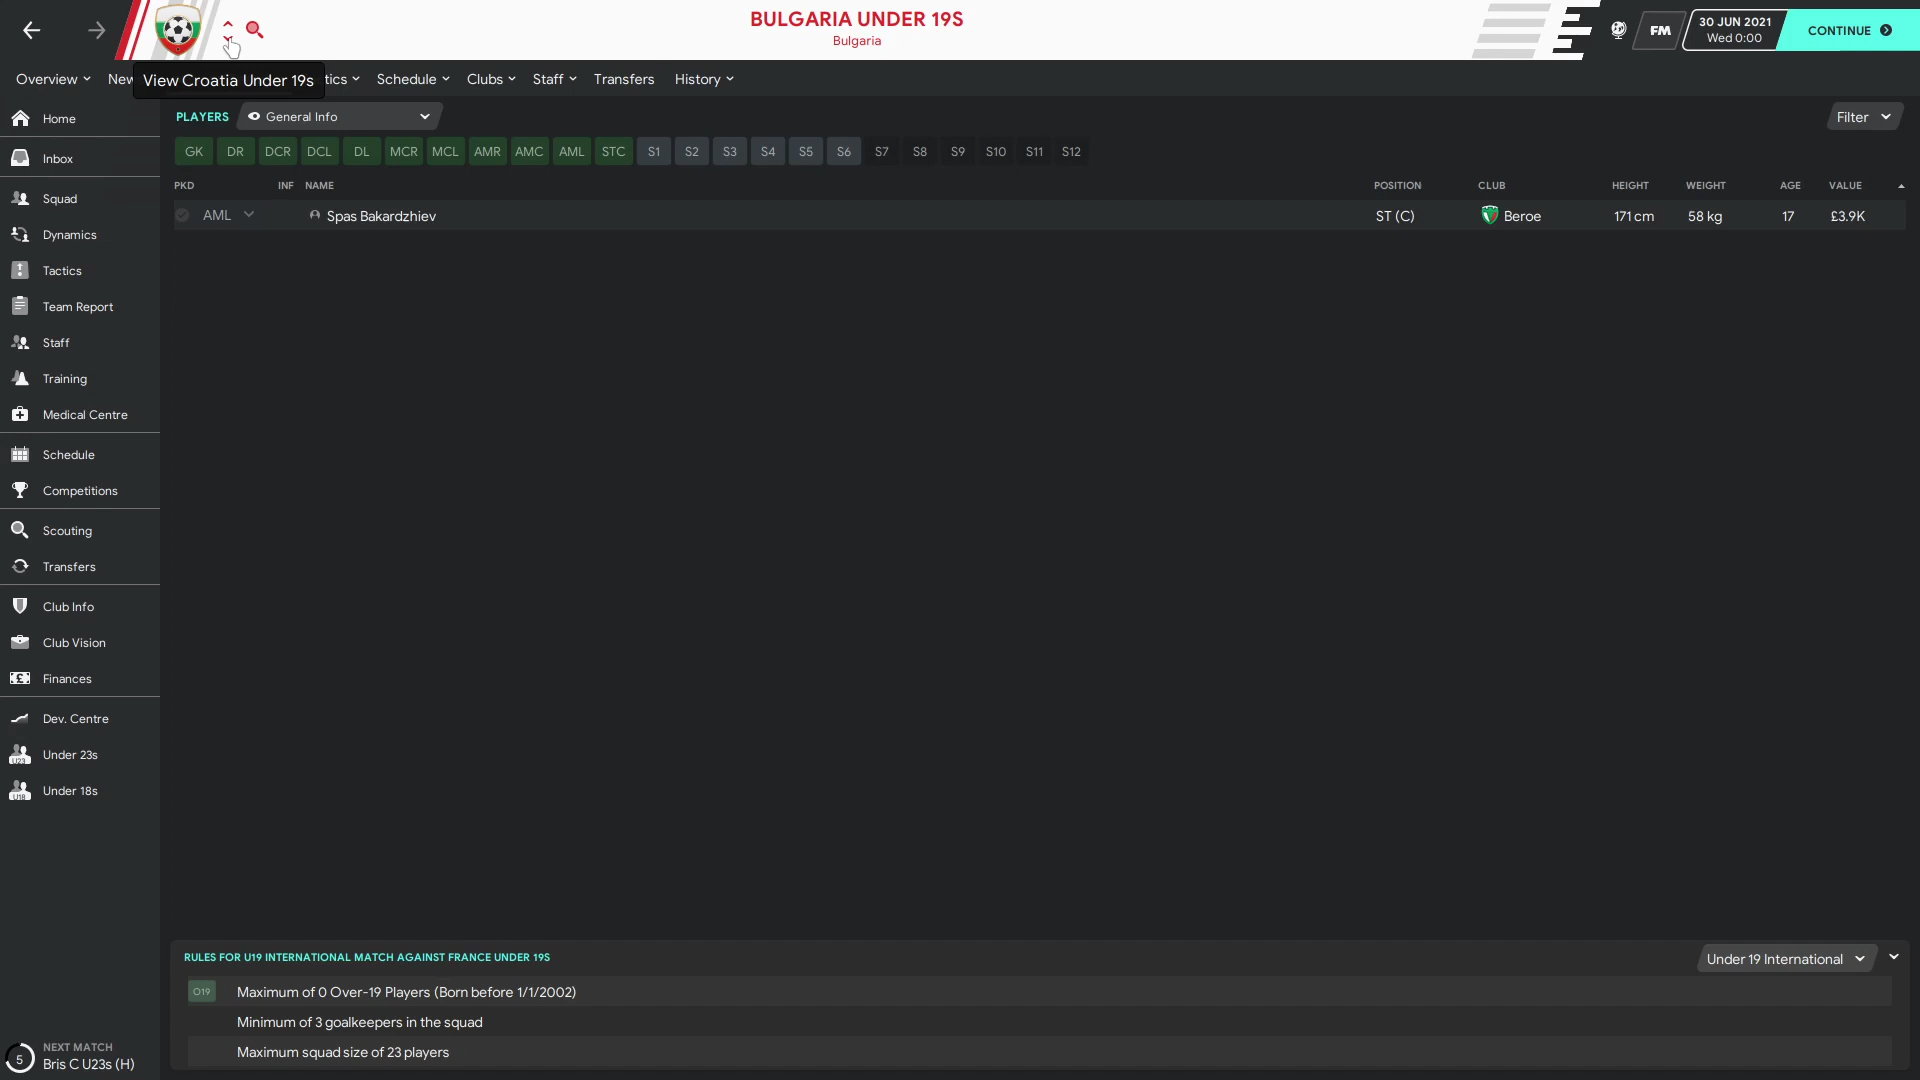 BULGARIA UNDER 19S
Bulgaria
FM
30 JUN 2021
Wed 0:00
CONTINUE
Overview
New
View Croatia Under 19s
tics
Schedule
Clubs
Staff
Transfers
History
Home
Inbox
Squad
Dynamics
Tactics
Team Report
Staff
Training
Medical Centre
Schedule
Competitions
Scouting
Transfers
Club Info
Club Vision
Finances
Dev. Centre
U23
Under 23s
U18
Under 18s
5
NEXT MATCH
Bris C U23s (H)
PLAYERS
General Info
Filter
GK DR DCR DCL DL MCR MCL AMR AMC AML STC S1 S2 S3 S4 S5 S6 S7 S8 S9 S10 S11 S12
PKD INF NAME POSITION CLUB HEIGHT WEIGHT AGE VALUE
AML Spas Bakardzhiev ST (C) Beroe 171 cm 58 kg 17 £3.9K
RULES FOR U19 INTERNATIONAL MATCH AGAINST FRANCE UNDER 19S
Under 19 International
O19 Maximum of 0 Over-19 Players (Born before 1/1/2002)
Minimum of 3 goalkeepers in the squad
Maximum squad size of 23 players